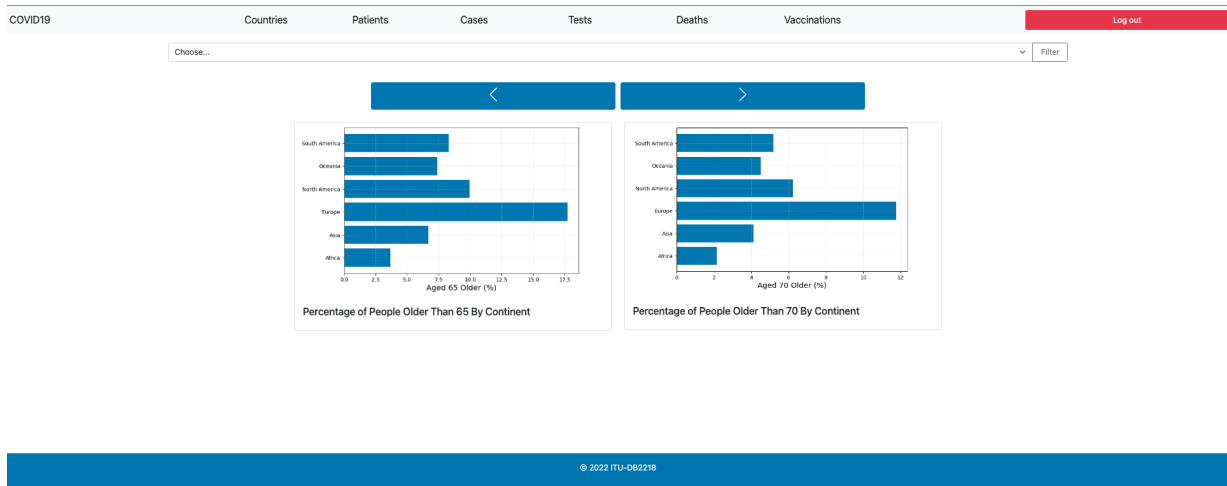 COVID19 Countries Patients Cases Tests Deaths Vaccinations Log out
Choose... Filter
South America
Oceania
North America
Europe
Asia
Africa
0.0 2.5 5.0 7.5 10.0 12.5 15.0 17.5
Aged 65 Older (%)
Percentage of People Older Than 65 By Continent
South America
Oceania
North America
Europe
Asia
Africa
0 2 4 6 8 10 12
Aged 70 Older (%)
Percentage of People Older Than 70 By Continent
© 2022 ITU-DB2218